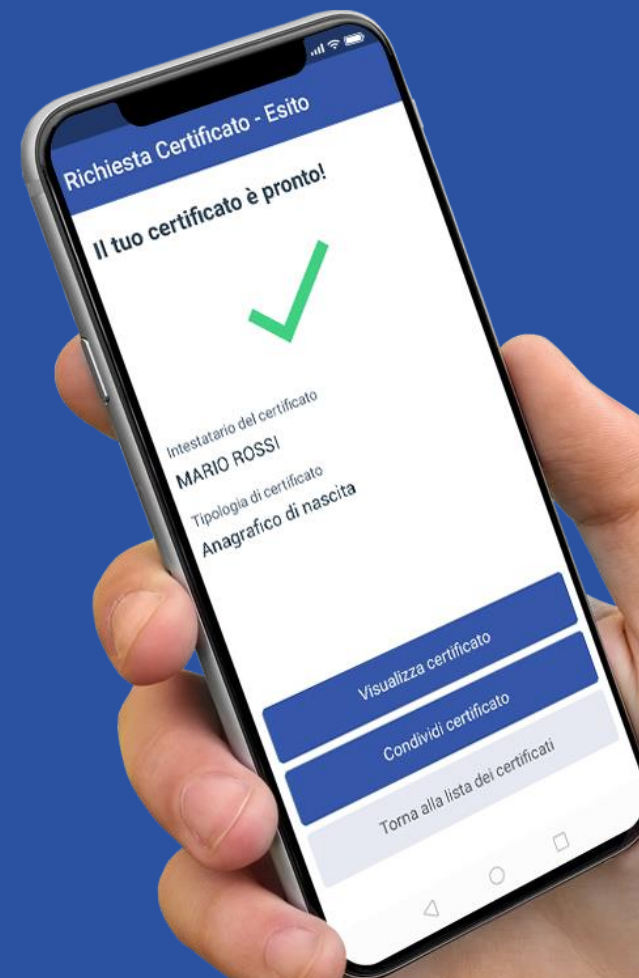 Richiesta Certificato - Esito
Il tuo certificato è pronto!
Intestatario del certificato
MARIO ROSSI
Tipologia di certificato
Anagrafico di nascita
Visualizza certificato
Condividi certificato
Torna alla lista dei certificati